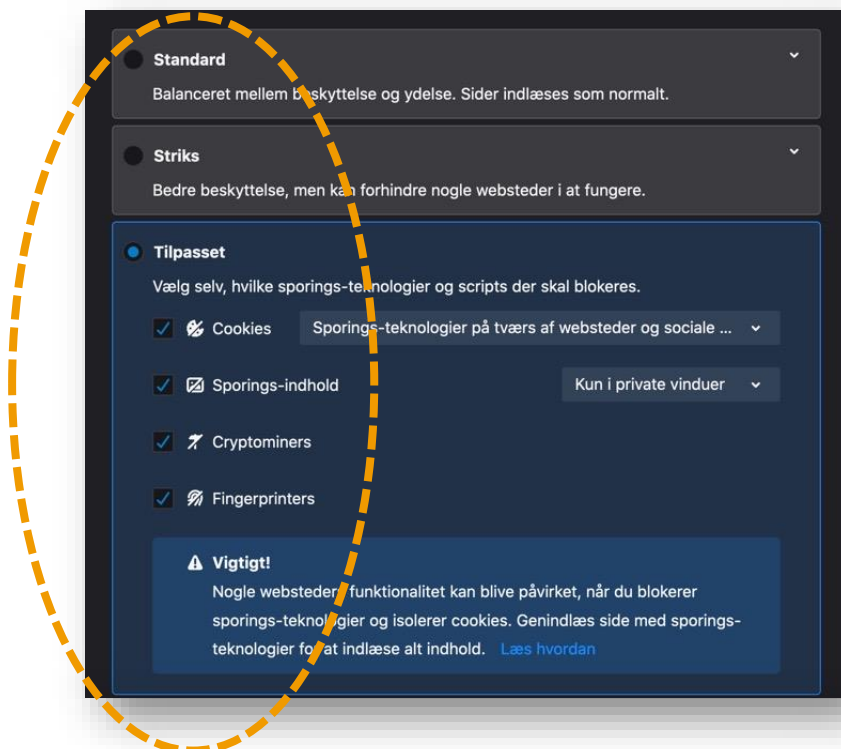 Standard
Balanceret mellem beskyttelse og ydelse. Sider indlæses som normalt.
Striks
Bedre beskyttelse, men kan forhindre nogle websteder i at fungere.
Tilpasset
Vælg selv, hvilke sporings-teknologier og scripts der skal blokeres.
Cookies Sporings-teknologier på tværs af websteder og sociale ...
Sporings-indhold Kun i private vinduer
Cryptominers
Fingerprinters
Vigtigt!
Nogle websteders funktionalitet kan blive påvirket, når du blokerer
sporings-teknologier og isolerer cookies. Genindlæs side med sporings-
teknologier for at indlæse alt indhold. Læs hvordan